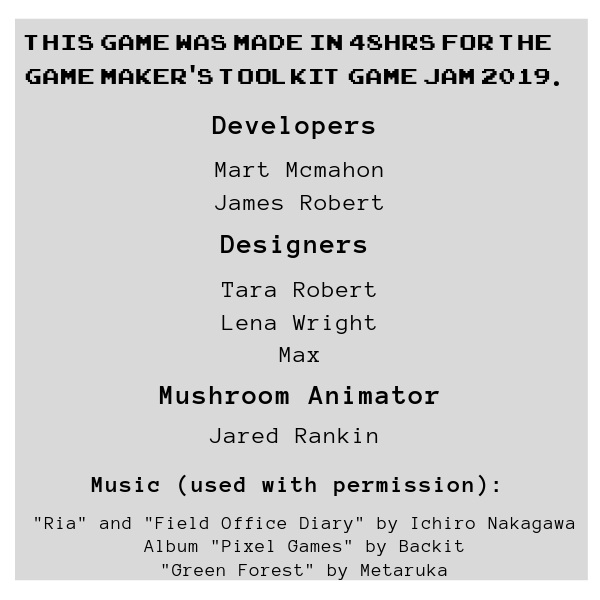 THIS GAME WAS MADE IN 48HRS FOR THE
GAME MAKER'S TOOLKIT GAME JAM 2019.
Developers
Mart Mcmahon
James Robert
Designers
Tara Robert
Lena Wright
Max
Mushroom Animator
Jared Rankin
Music (used with permission):
"Ria" and "Field Office Diary" by Ichiro Nakagawa
Album "Pixel Games" by Backit
"Green Forest" by Metaruka